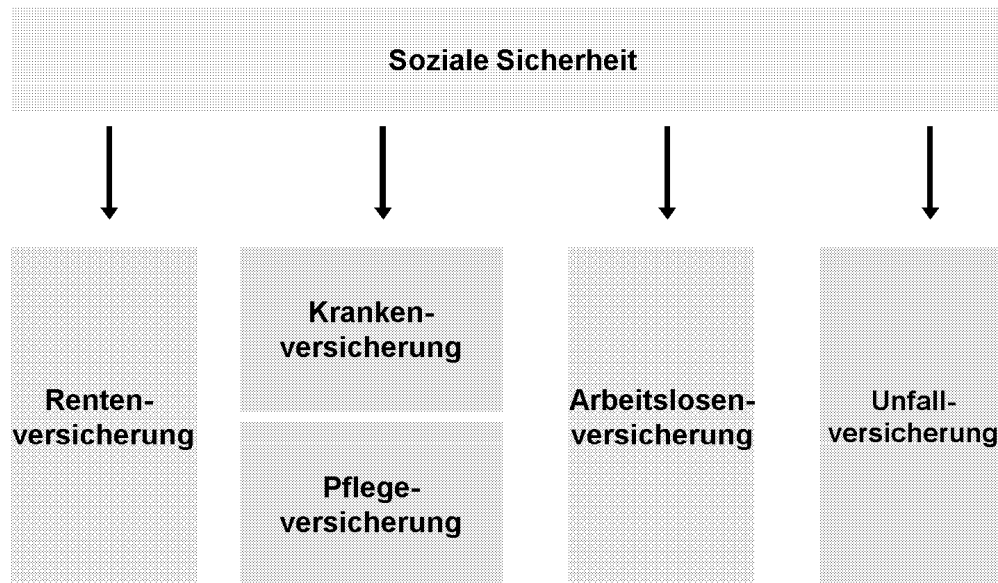 Soziale Sicherheit
Renten-
versicherung
Kranken-
versicherung
Pflege-
versicherung
Arbeitslosen-
versicherung
Unfall-
versicherung